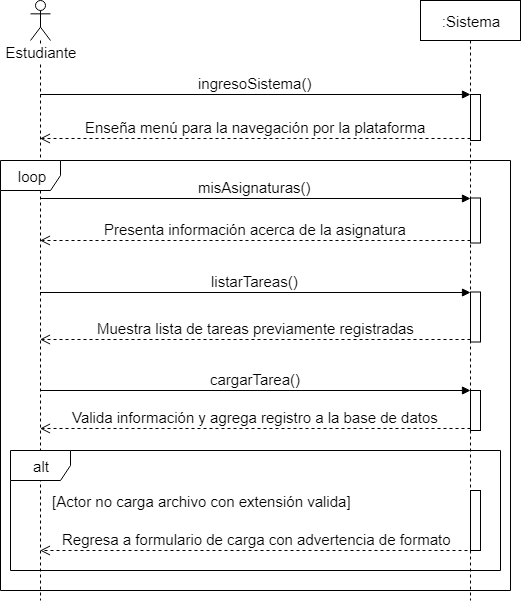 Estudiante
:Sistema
ingresoSistema()
Enseña menú para la navegación por la plataforma
loop
misAsignaturas()
Presenta información acerca de la asignatura
listarTareas()
Muestra lista de tareas previamente registradas
cargarTarea()
Valida información y agrega registro a la base de datos
alt
[Actor no carga archivo con extensión valida]
Regresa a formulario de carga con advertencia de formato